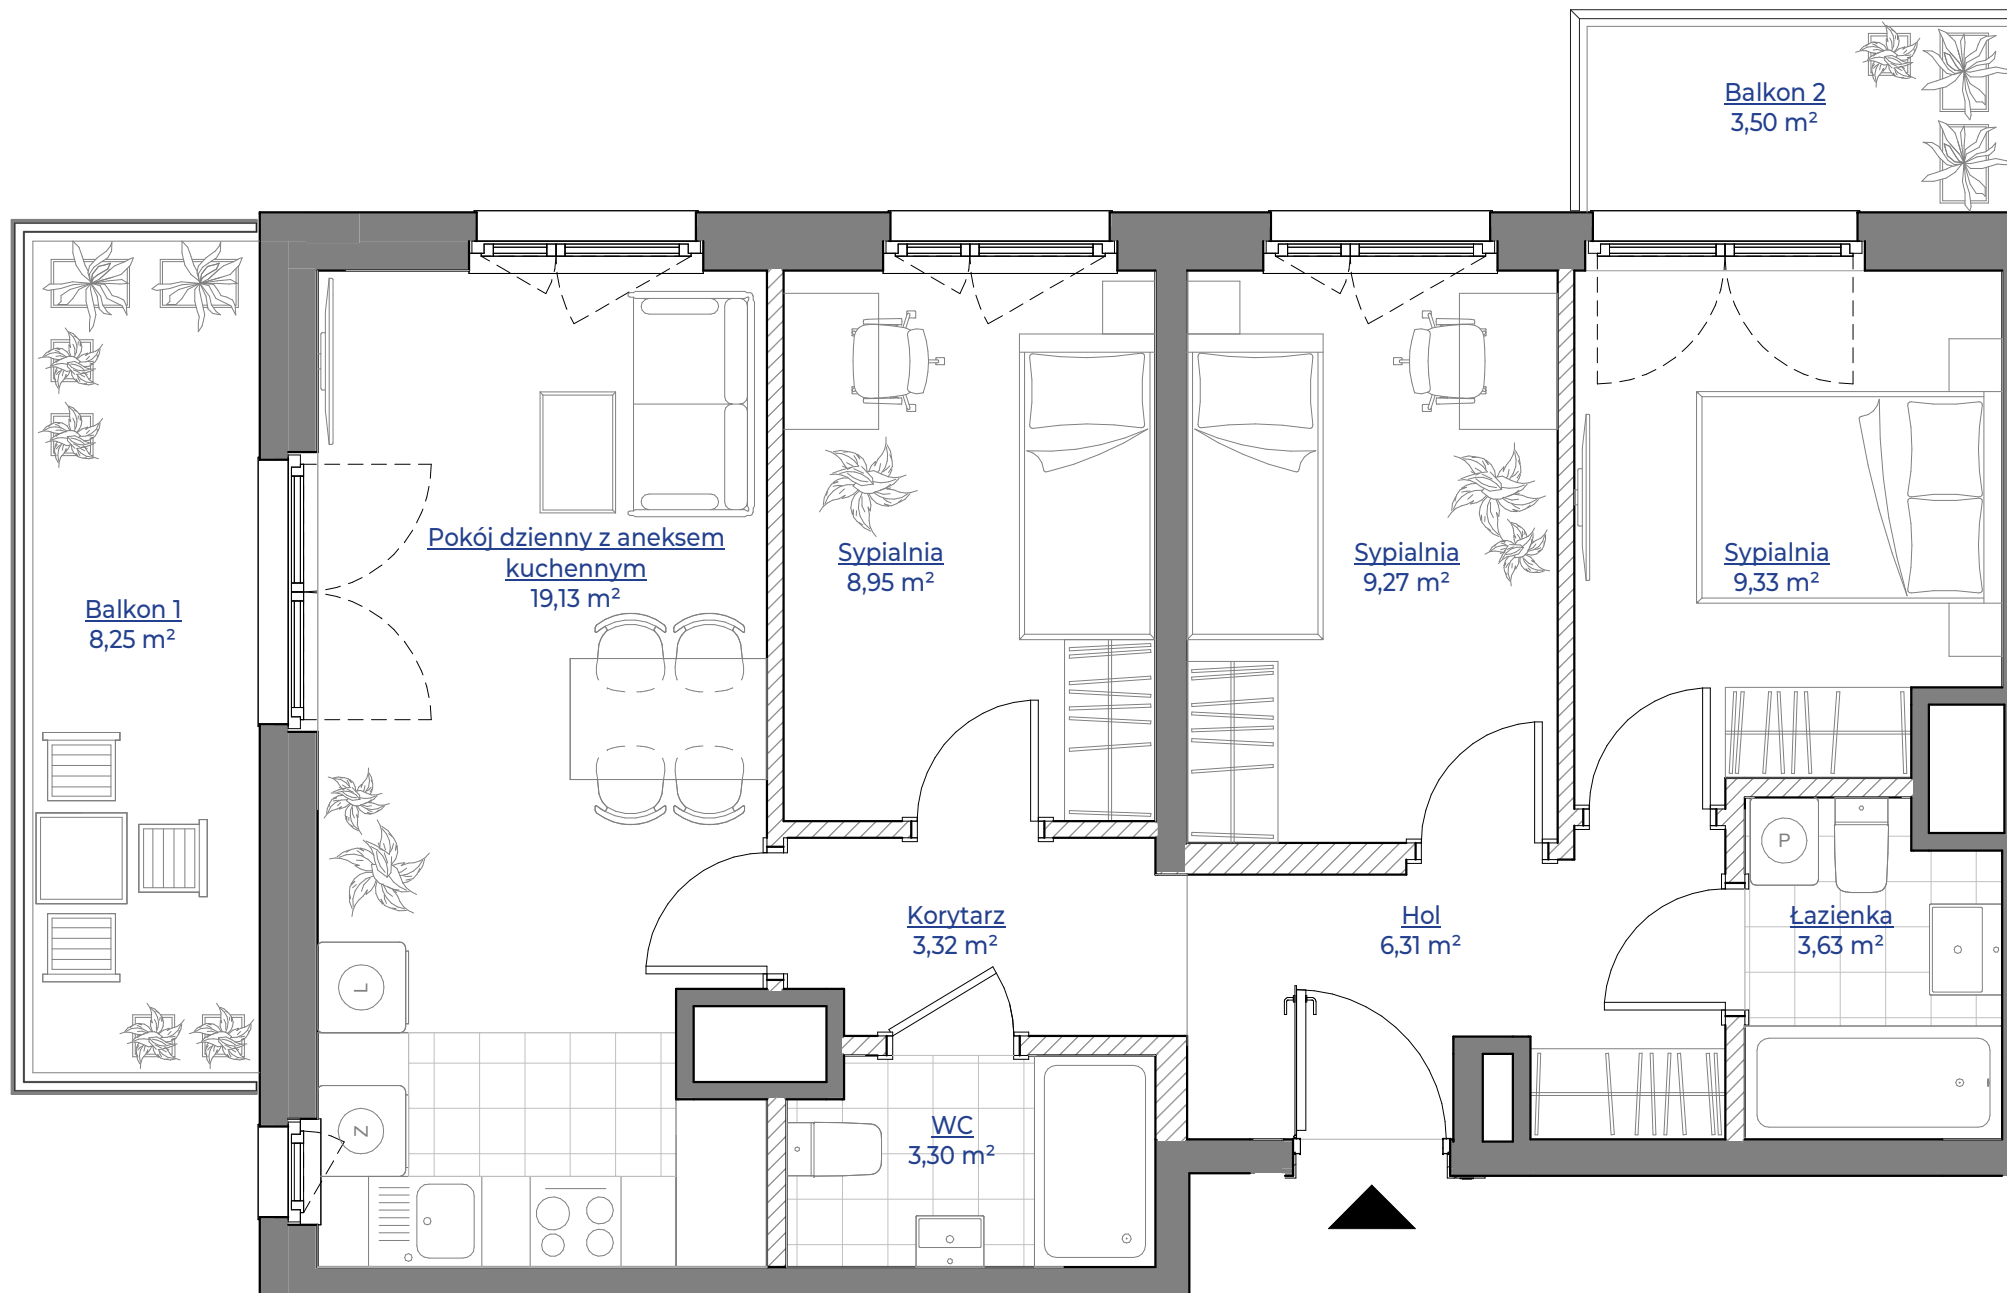 Balkon 2
3,50 m²
Pokój dzienny z aneksem
kuchennym
19,13 m²
Sypialnia
8,95 m²
Sypialnia
9,27 m²
Sypialnia
9,33 m²
Balkon 1
8,25 m²
P
Korytarz
3,32 m²
Hol
6,31 m²
Łazienka
3,63 m²
L
Z
WC
3,30 m²